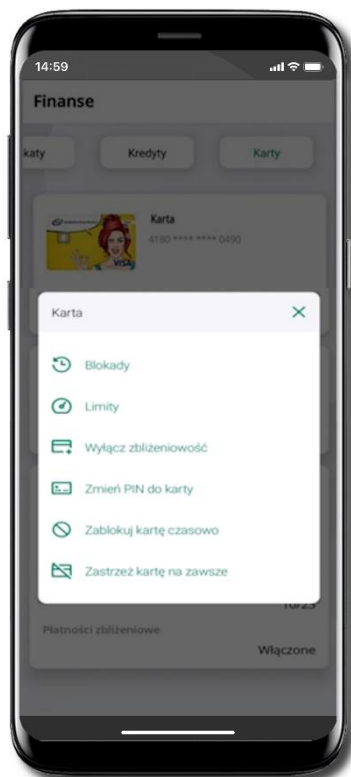 14:59
Finanse
katy
Kredyty
Karty
Karta
4190 **** **** 0490
VISA
Karta
Blokady
Limity
Wyłącz zbliżeniowość
Zmień PIN do karty
Zablokuj kartę czasowo
Zastrzeż kartę na zawsze
10/25
Płatności zbliżeniowe
Włączone